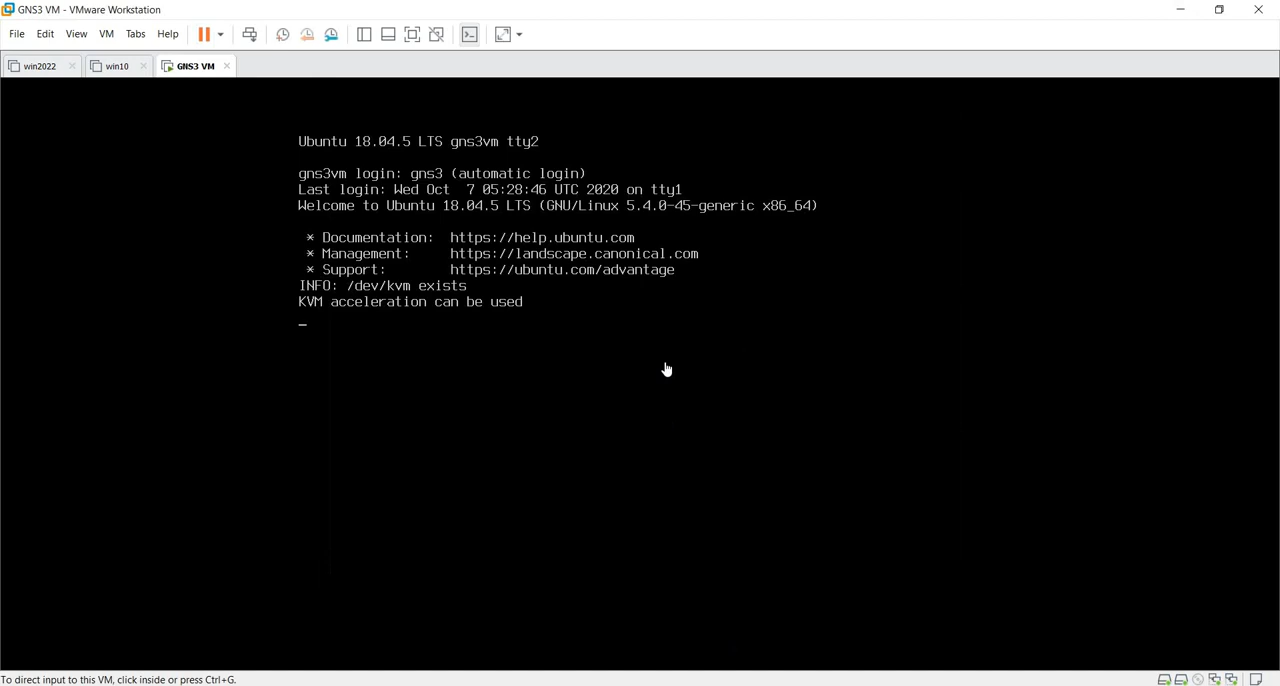 GNS3 VM - VMware Workstation
File Edit View VM Tabs Help
win2022 win10 GNS3 VM
Ubuntu 18.04.5 LTS gns3vm tty2
gns3vm login: gns3 (automatic login)
Last login: Wed Oct  7 05:28:46 UTC 2020 on tty1
Welcome to Ubuntu 18.04.5 LTS (GNU/Linux 5.4.0-45-generic x86_64)
* Documentation:  https://help.ubuntu.com
* Management:     https://landscape.canonical.com
* Support:        https://ubuntu.com/advantage
INFO: /dev/kvm exists
KVM acceleration can be used
_
To direct input to this VM, click inside or press Ctrl+G.